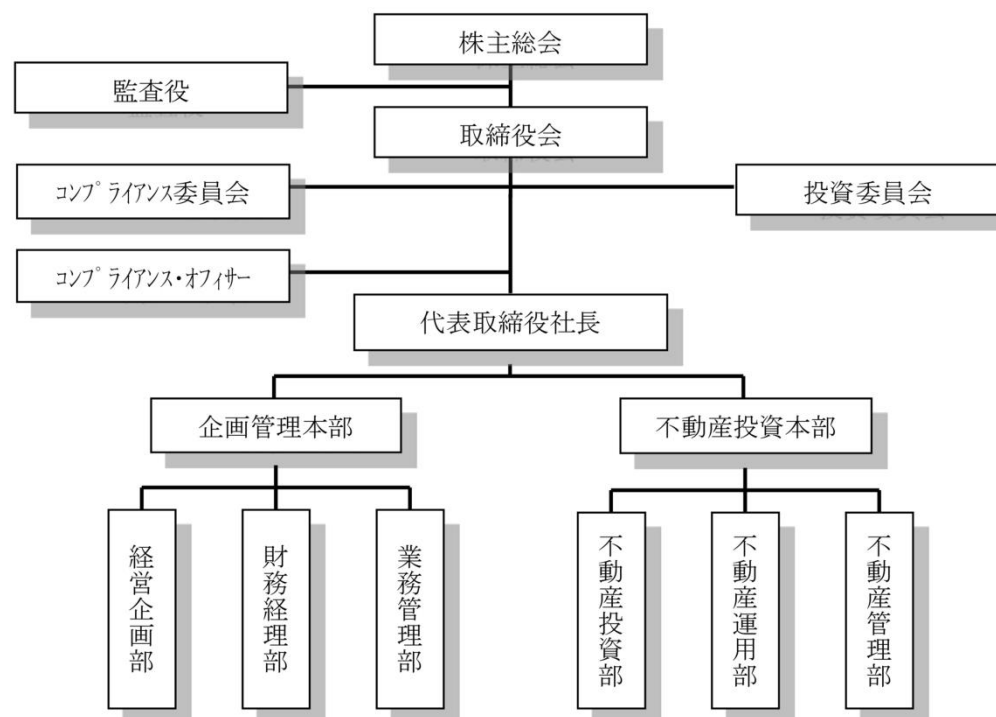 株主総会
監査役
取締役会
コンプライアンス委員会
投資委員会
コンプライアンス・オフィサー
代表取締役社長
企画管理本部
不動産投資本部
経営企画部
財務経理部
業務管理部
不動産投資部
不動産運用部
不動産管理部